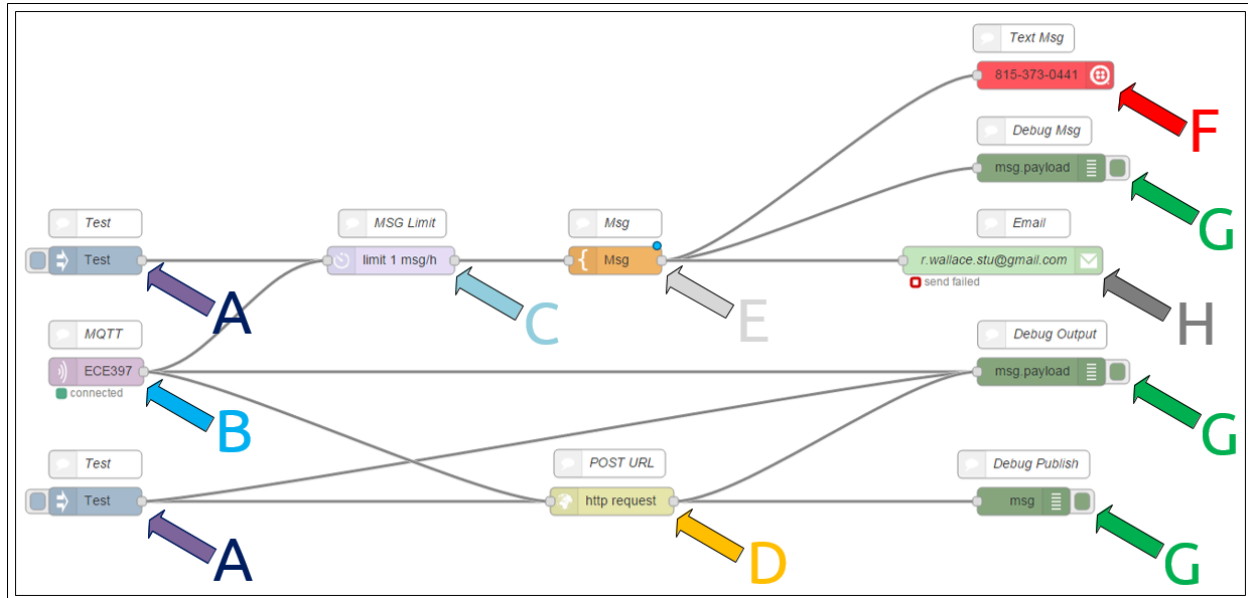 Text Msg
815-373-0441
F
Debug Msg
msg.payload
G
Test
MSG Limit
Msg
Email
Test
limit 1 msg/h
Msg
r.wallace.stu@gmail.com
send failed
A
C
E
H
MQTT
Debug Output
ECE397
msg.payload
connected
B
G
Test
POST URL
Debug Publish
Test
http request
msg
A
D
G